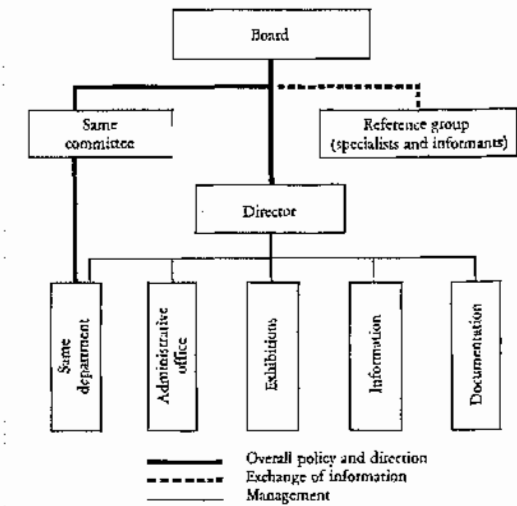 Board
Same
committee
Reference group
(specialists and informants)
Director
Same
department
Administrative
office
Exhibitions
Information
Documentation
Overall policy and direction
Exchange of information
Management